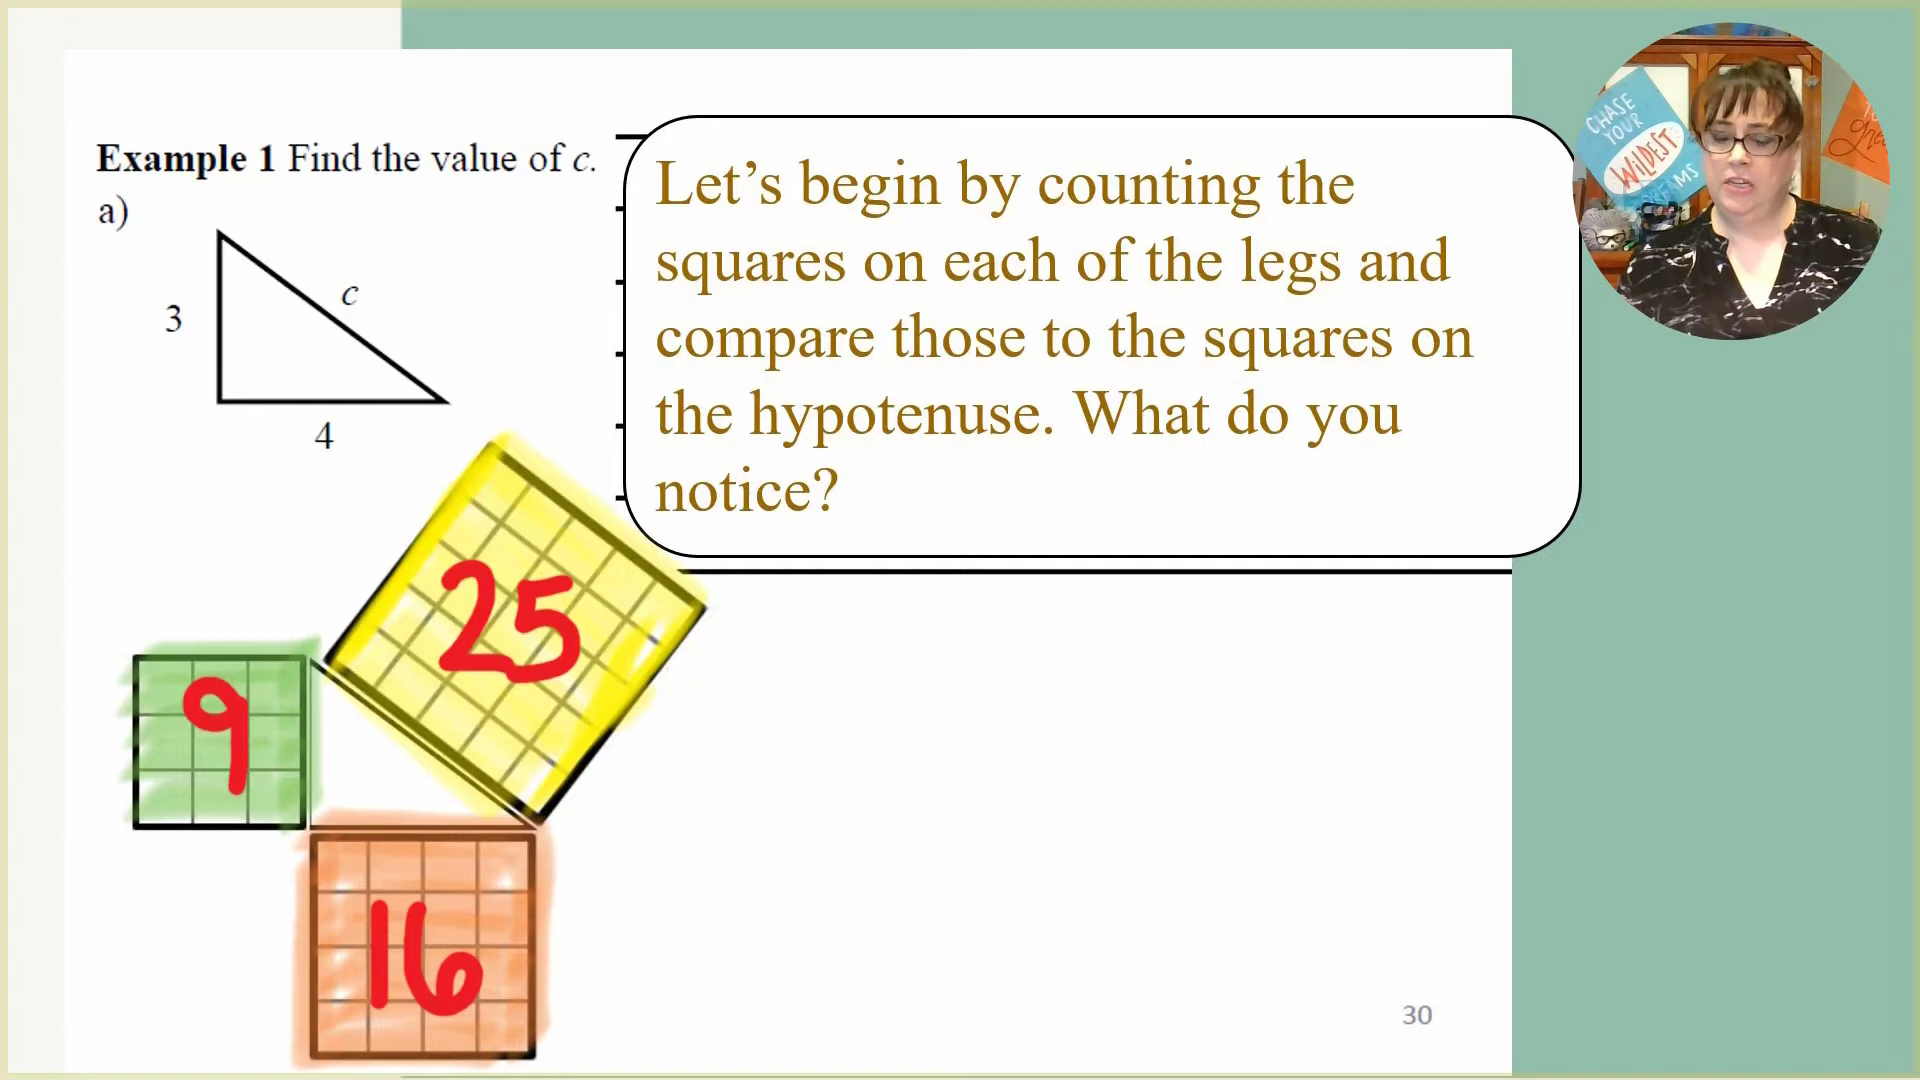 Example 1 Find the value of c.
a)
3
c
4
Let’s begin by counting the
squares on each of the legs and
compare those to the squares on
the hypotenuse. What do you
notice?
25
9
16
30
CHASE
YOUR
WILDEST
DREAMS